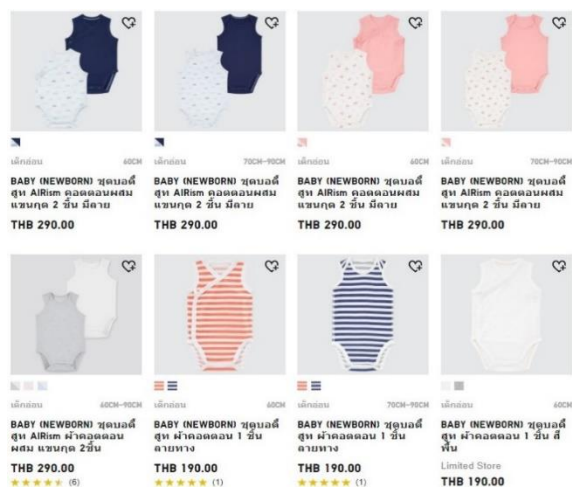 เด็กอ่อน 60CM
BABY (NEWBORN) ชุดบอดี้
สูท AIRism คอตตอนผสม
แขนกุด 2 ชิ้น มีลาย
THB 290.00
เด็กอ่อน 70CM-90CM
BABY (NEWBORN) ชุดบอดี้
สูท AIRism คอตตอนผสม
แขนกุด 2 ชิ้น มีลาย
THB 290.00
เด็กอ่อน 60CM
BABY (NEWBORN) ชุดบอดี้
สูท AIRism คอตตอนผสม
แขนกุด 2 ชิ้น มีลาย
THB 290.00
เด็กอ่อน 70CM-90CM
BABY (NEWBORN) ชุดบอดี้
สูท AIRism คอตตอนผสม
แขนกุด 2 ชิ้น มีลาย
THB 290.00
เด็กอ่อน 60CM-90CM
BABY (NEWBORN) ชุดบอดี้
สูท AIRism ผ้าคอตตอน
ผสม แขนกุด 2ชิ้น
THB 290.00
(6)
เด็กอ่อน 60CM
BABY (NEWBORN) ชุดบอดี้
สูท ผ้าคอตตอน 1 ชิ้น
ลายทาง
THB 190.00
(1)
เด็กอ่อน 70CM-90CM
BABY (NEWBORN) ชุดบอดี้
สูท ผ้าคอตตอน 1 ชิ้น
ลายทาง
THB 190.00
(1)
เด็กอ่อน 60CM
BABY (NEWBORN) ชุดบอดี้
สูท ผ้าคอตตอน 1 ชิ้น สี
พื้น
Limited Store
THB 190.00